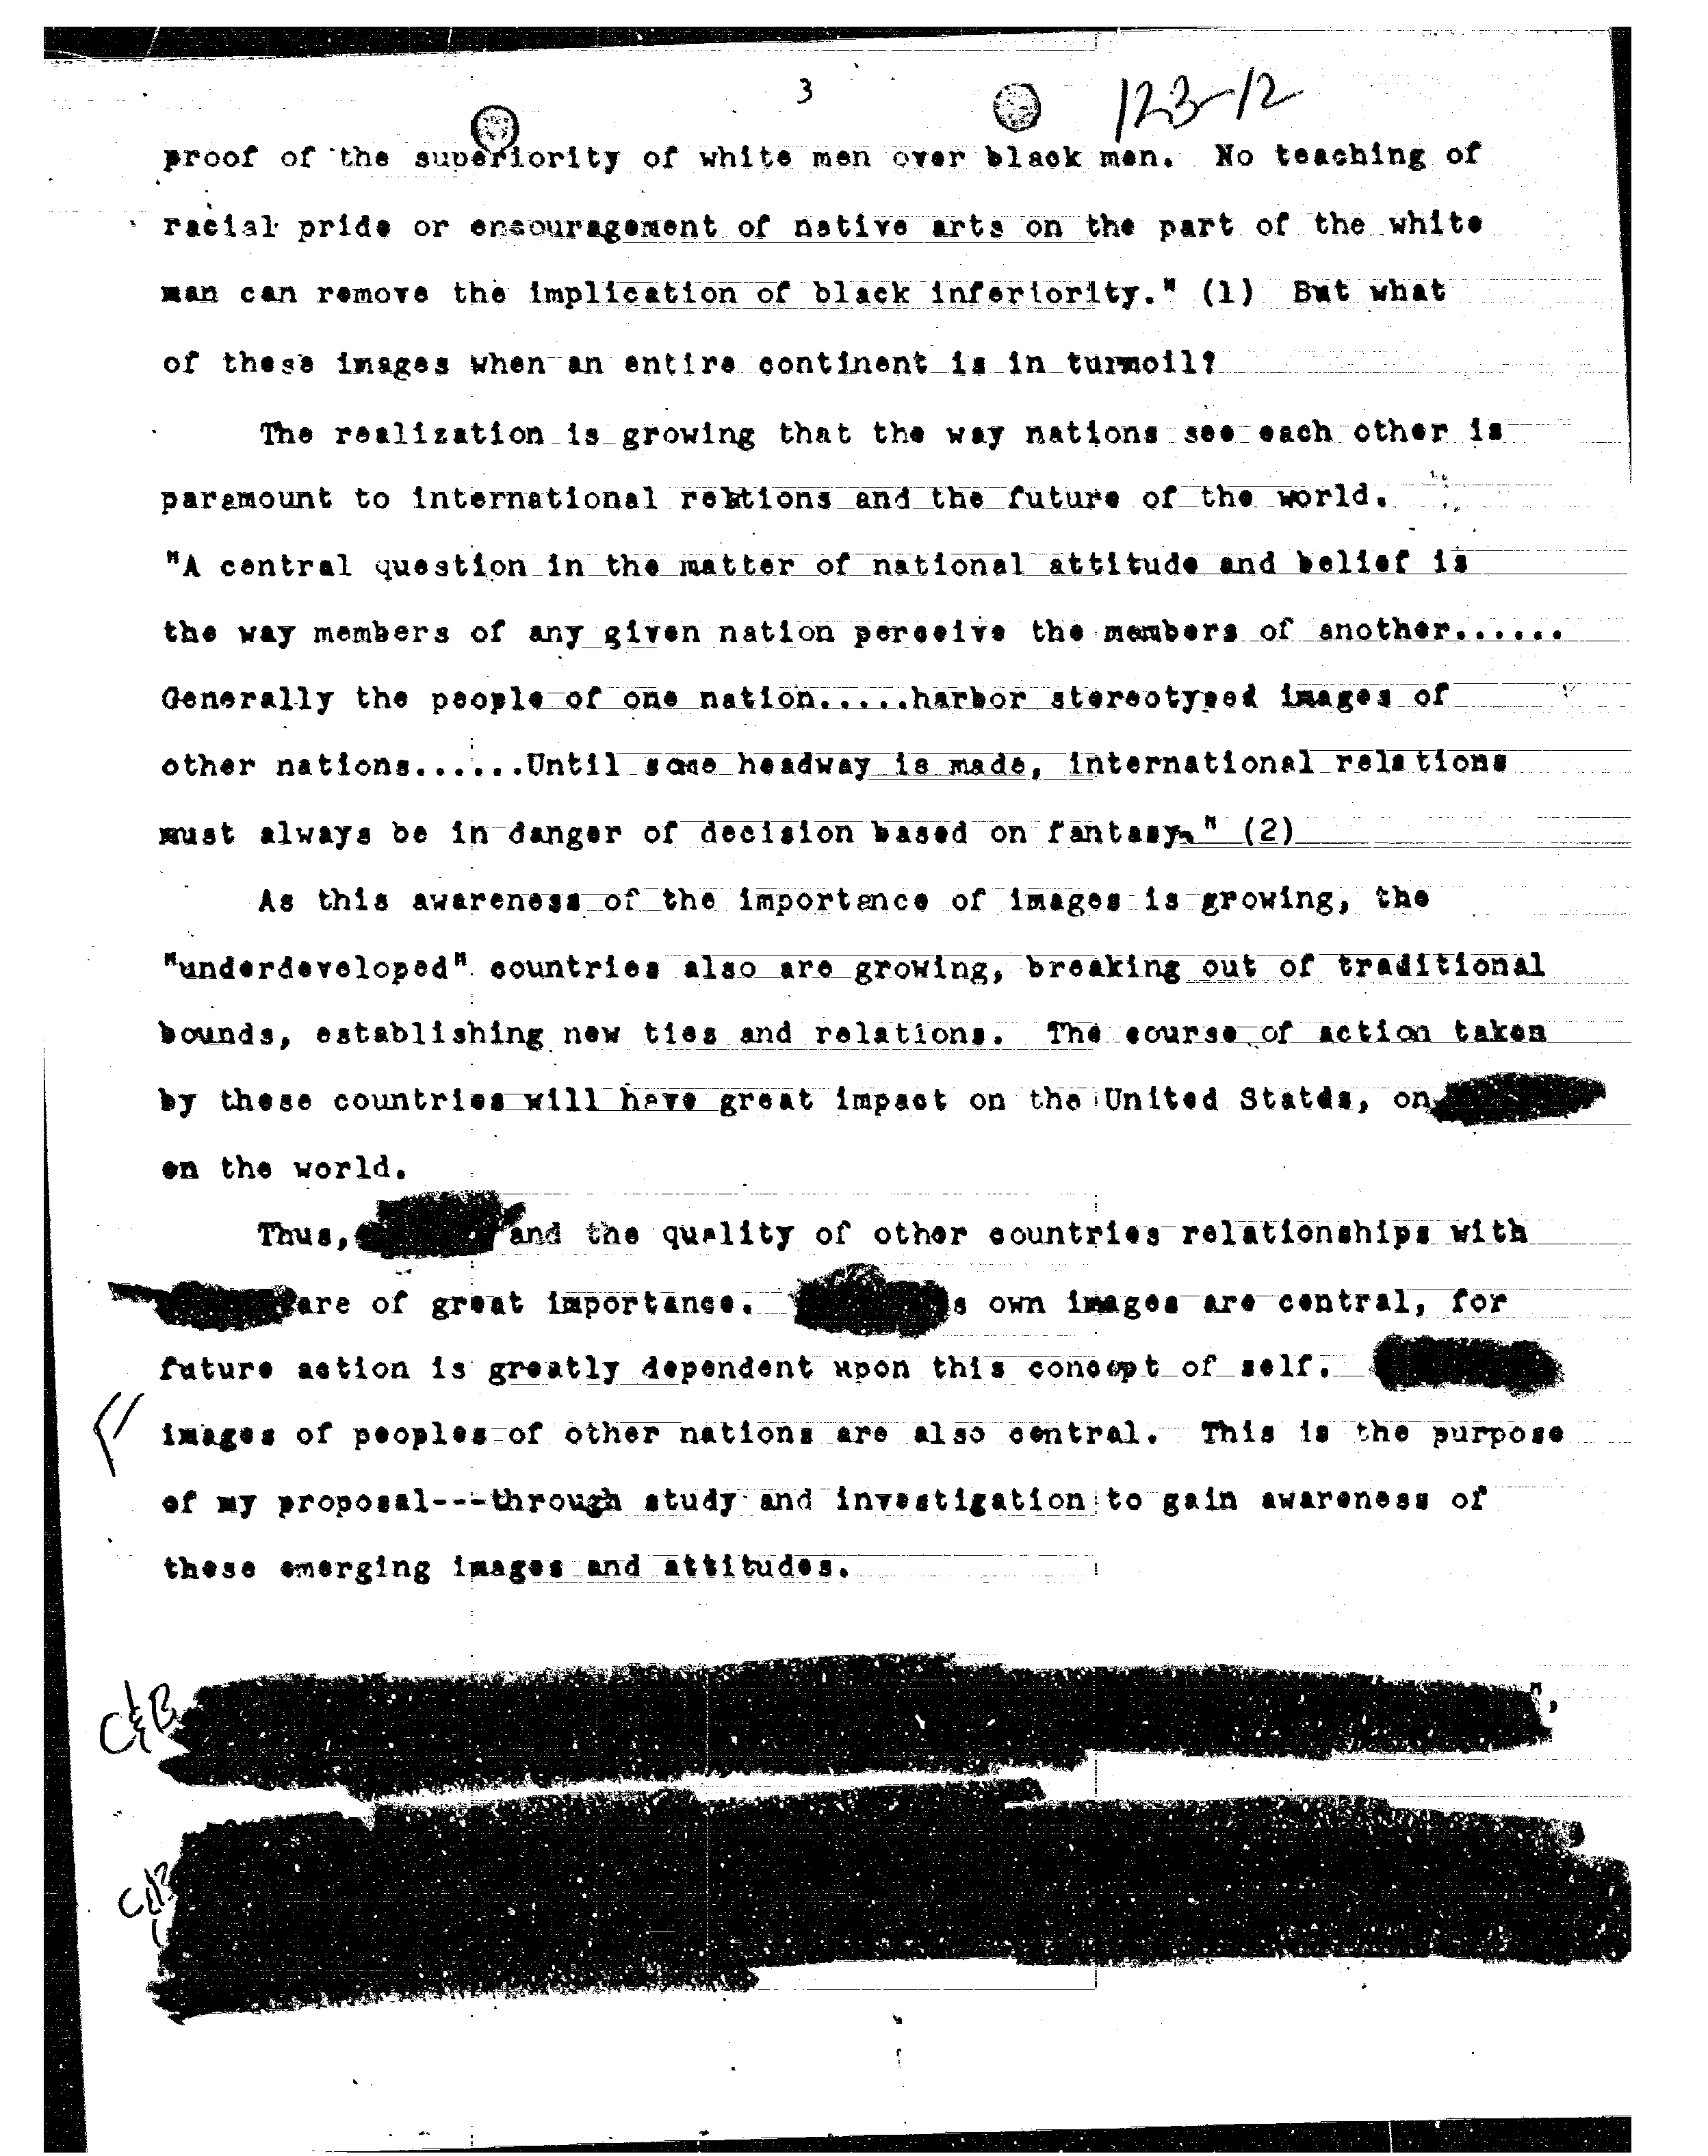 3
123-12
proof of the superiority of white men over black men. No teaching of
racial pride or encouragement of native arts on the part of the white
man can remove the implication of black inferiority." (1) But what
of these images when an entire continent is in turmoil?
The realization is growing that the way nations see each other is
paramount to international relations and the future of the world.
"A central question in the matter of national attitude and belief is
the way members of any given nation perceive the members of another......
Generally the people of one nation.....harbor stereotyped images of
other nations......Until some headway is made, international relations
must always be in danger of decision based on fantasy." (2)
As this awareness of the importance of images is growing, the
"underdeveloped" countries also are growing, breaking out of traditional
bounds, establishing new ties and relations. The course of action taken
by these countries will have great impact on the United States, on
on the world.
Thus, and the quality of other countries relationships with
are of great importance. s own images are central, for
future action is greatly dependent upon this concept of self.
images of peoples of other nations are also central. This is the purpose
of my proposal---through study and investigation to gain awareness of
these emerging images and attitudes.
C&B
",